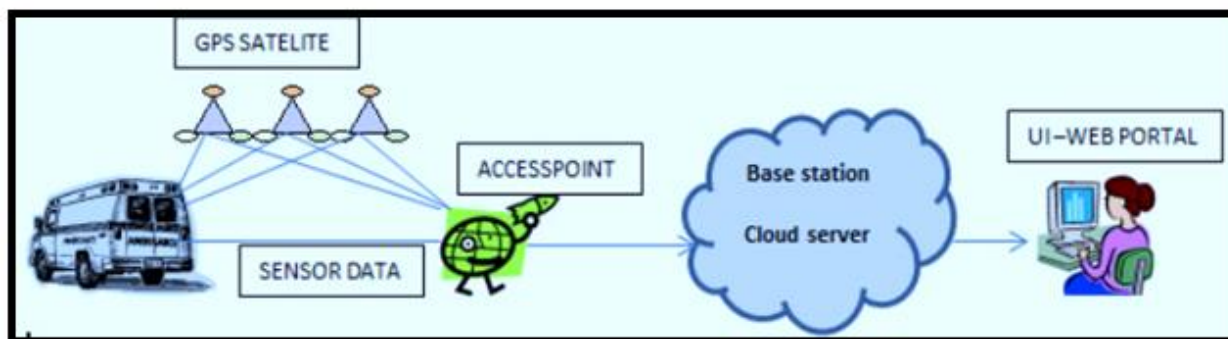 GPS SATELITE
ACCESSPOINT
UI-WEB PORTAL
Base station
Cloud server
SENSOR DATA